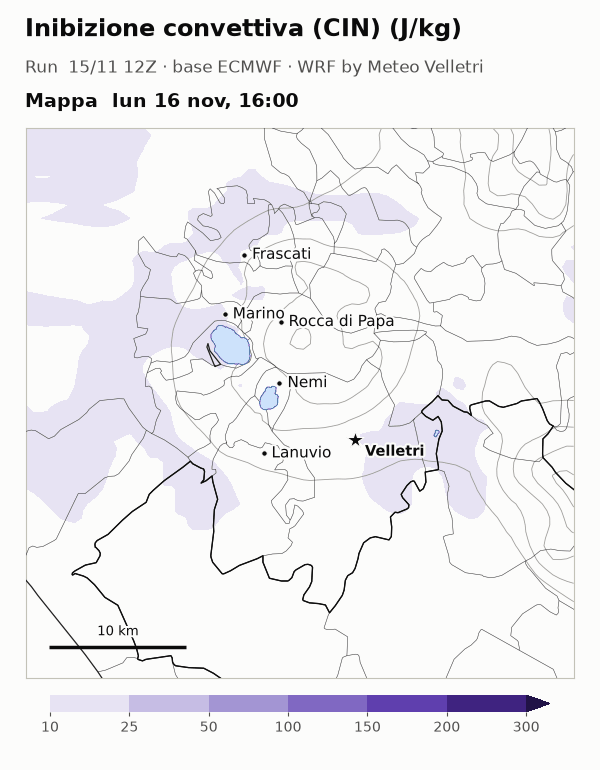 Inibizione convettiva (CIN) (J/kg)
Run  15/11 12Z · base ECMWF · WRF by Meteo Velletri
Mappa  lun 16 nov, 16:00
Frascati
Marino
Rocca di Papa
Nemi
Velletri
Lanuvio
10 km
10 25 50 100 150 200 300